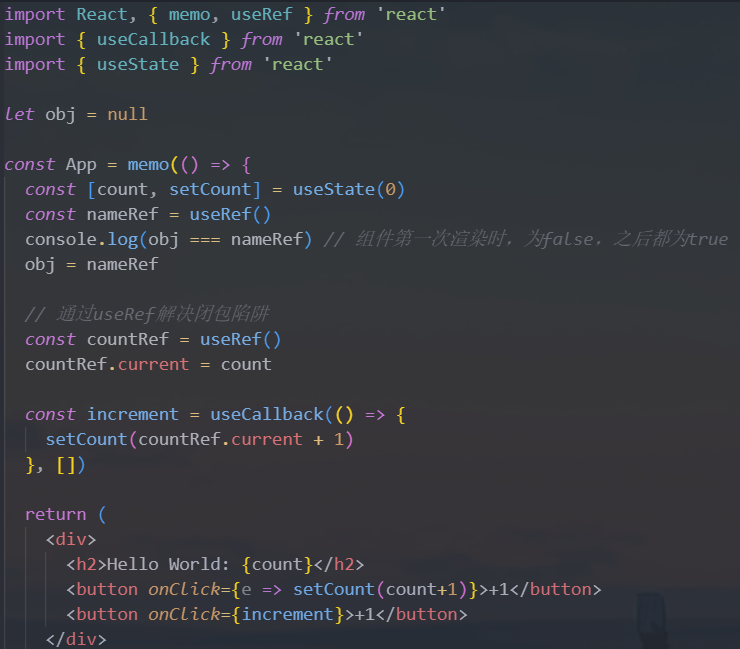 import React, { memo, useRef } from 'react'
import { useCallback } from 'react'
import { useState } from 'react'
let obj = null
const App = memo(() => {
const [count, setCount] = useState(0)
const nameRef = useRef()
console.log(obj === nameRef) // 组件第一次渲染时，为false，之后都为true
obj = nameRef
// 通过useRef解决闭包陷阱
const countRef = useRef()
countRef.current = count
const increment = useCallback(() => {
setCount(countRef.current + 1)
}, [])
return (
<div>
<h2>Hello World: {count}</h2>
<button onClick={e => setCount(count+1)}>+1</button>
<button onClick={increment}>+1</button>
</div>